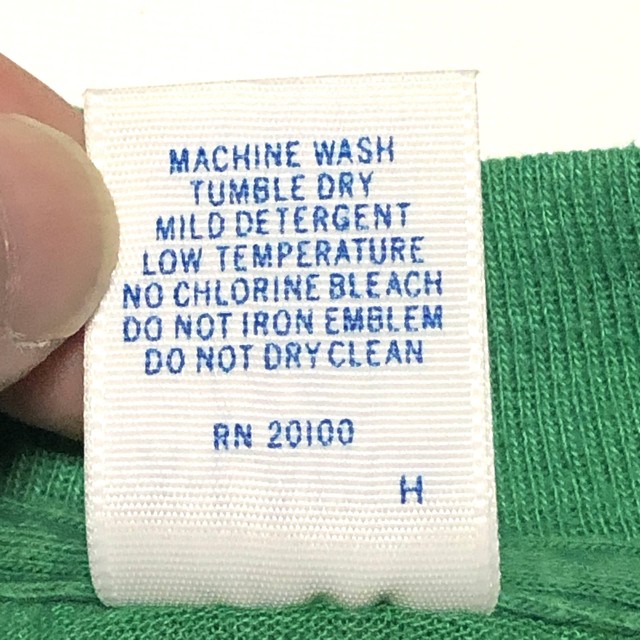 MACHINE WASH
TUMBLE DRY
MILD DETERGENT
LOW TEMPERATURE
NO CHLORINE BLEACH
DO NOT IRON EMBLEM
DO NOT DRY CLEAN
RN 20100
H